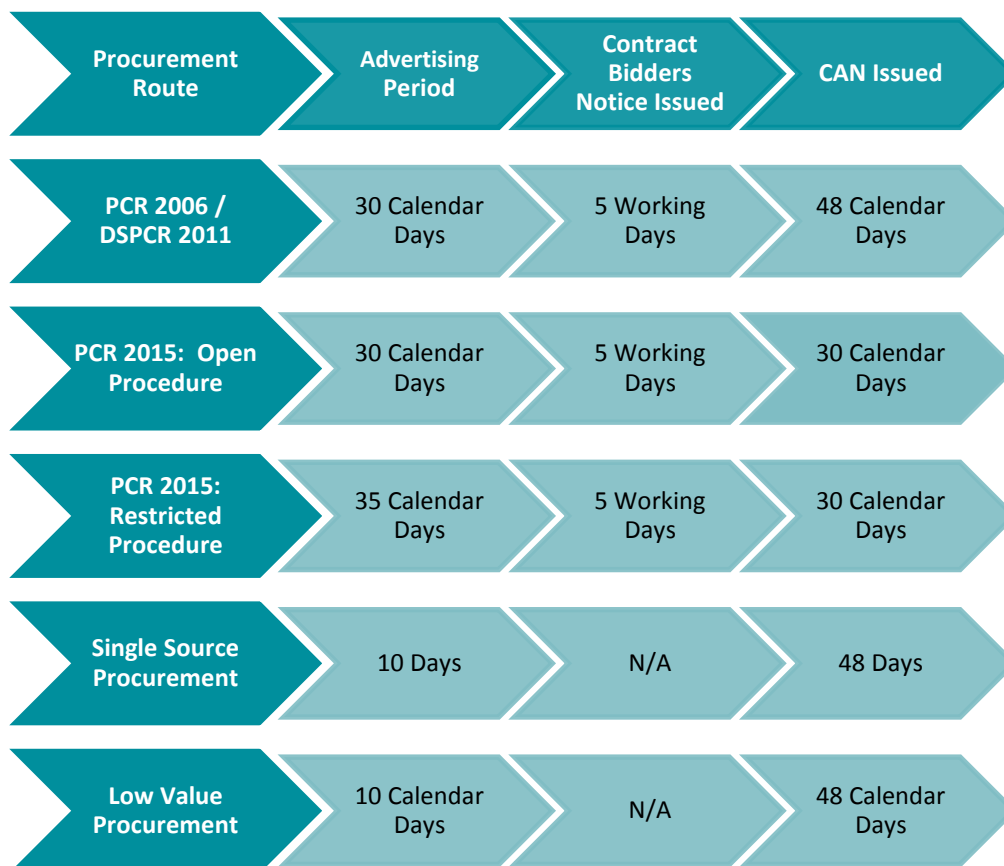 Procurement
Route
Advertising
Period
Contract
Bidders
Notice Issued
CAN Issued
PCR 2006 /
DSPCR 2011
30 Calendar
Days
5 Working
Days
48 Calendar
Days
PCR 2015:  Open
Procedure
30 Calendar
Days
5 Working
Days
30 Calendar
Days
PCR 2015:
Restricted
Procedure
35 Calendar
Days
5 Working
Days
30 Calendar
Days
Single Source
Procurement
10 Days
N/A
48 Days
Low Value
Procurement
10 Calendar
Days
N/A
48 Calendar
Days